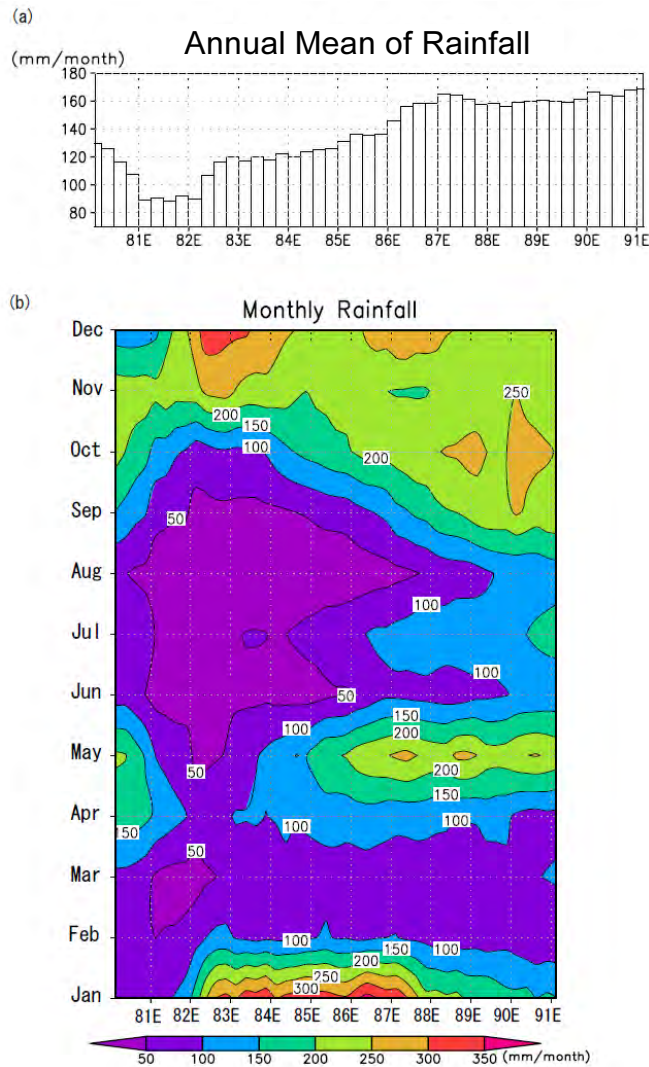 (a)
Annual Mean of Rainfall
(mm/month)
180
160
140
120
100
80
81E 82E 83E 84E 85E 86E 87E 88E 89E 90E 91E
(b)
Monthly Rainfall
Dec
Nov
250
200
150
Oct
100
200
Sep
50
Aug
100
Jul
100
Jun
50
150
100
200
May
50
200
150
Apr
150
100
100
50
Mar
Feb
100
150
100
200
250
300
Jan
81E 82E 83E 84E 85E 86E 87E 88E 89E 90E 91E
50 100 150 200 250 300 350 (mm/month)